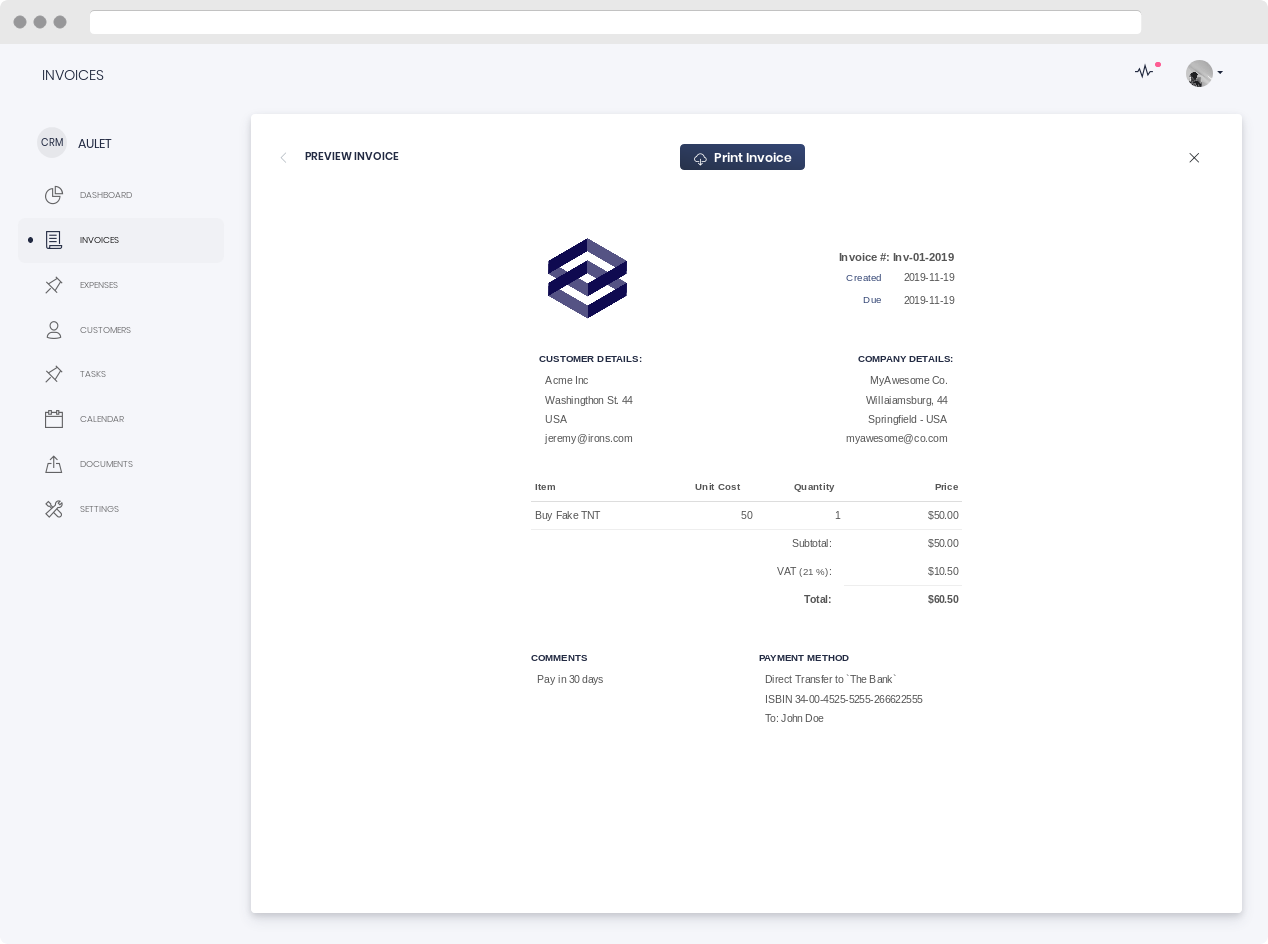 INVOICES
CRM AULET
DASHBOARD
INVOICES
EXPENSES
CUSTOMERS
TASKS
CALENDAR
DOCUMENTS
SETTINGS
PREVIEW INVOICE
Print Invoice
Invoice #: Inv-01-2019
Created 2019-11-19
Due 2019-11-19
CUSTOMER DETAILS:
Acme Inc
Washingthon St. 44
USA
jeremy@irons.com
COMPANY DETAILS:
MyAwesome Co.
Willaiamsburg, 44
Springfield - USA
myawesome@co.com
Item Unit Cost Quantity Price
Buy Fake TNT 50 1 $50.00
Subtotal: $50.00
VAT (21 %): $10.50
Total: $60.50
COMMENTS
Pay in 30 days
PAYMENT METHOD
Direct Transfer to `The Bank`
ISBIN 34-00-4525-5255-266622555
To: John Doe